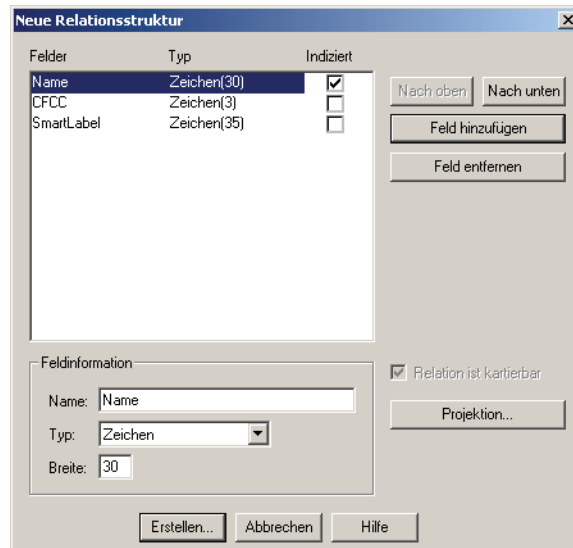 Neue Relationsstruktur
Felder Typ Indiziert
Name Zeichen(30)
CFCC Zeichen(3)
SmartLabel Zeichen(35)
Nach oben Nach unten
Feld hinzufügen
Feld entfernen
Feldinformation
Name: Name
Typ: Zeichen
Breite: 30
Relation ist kartierbar
Projektion...
Erstellen... Abbrechen Hilfe